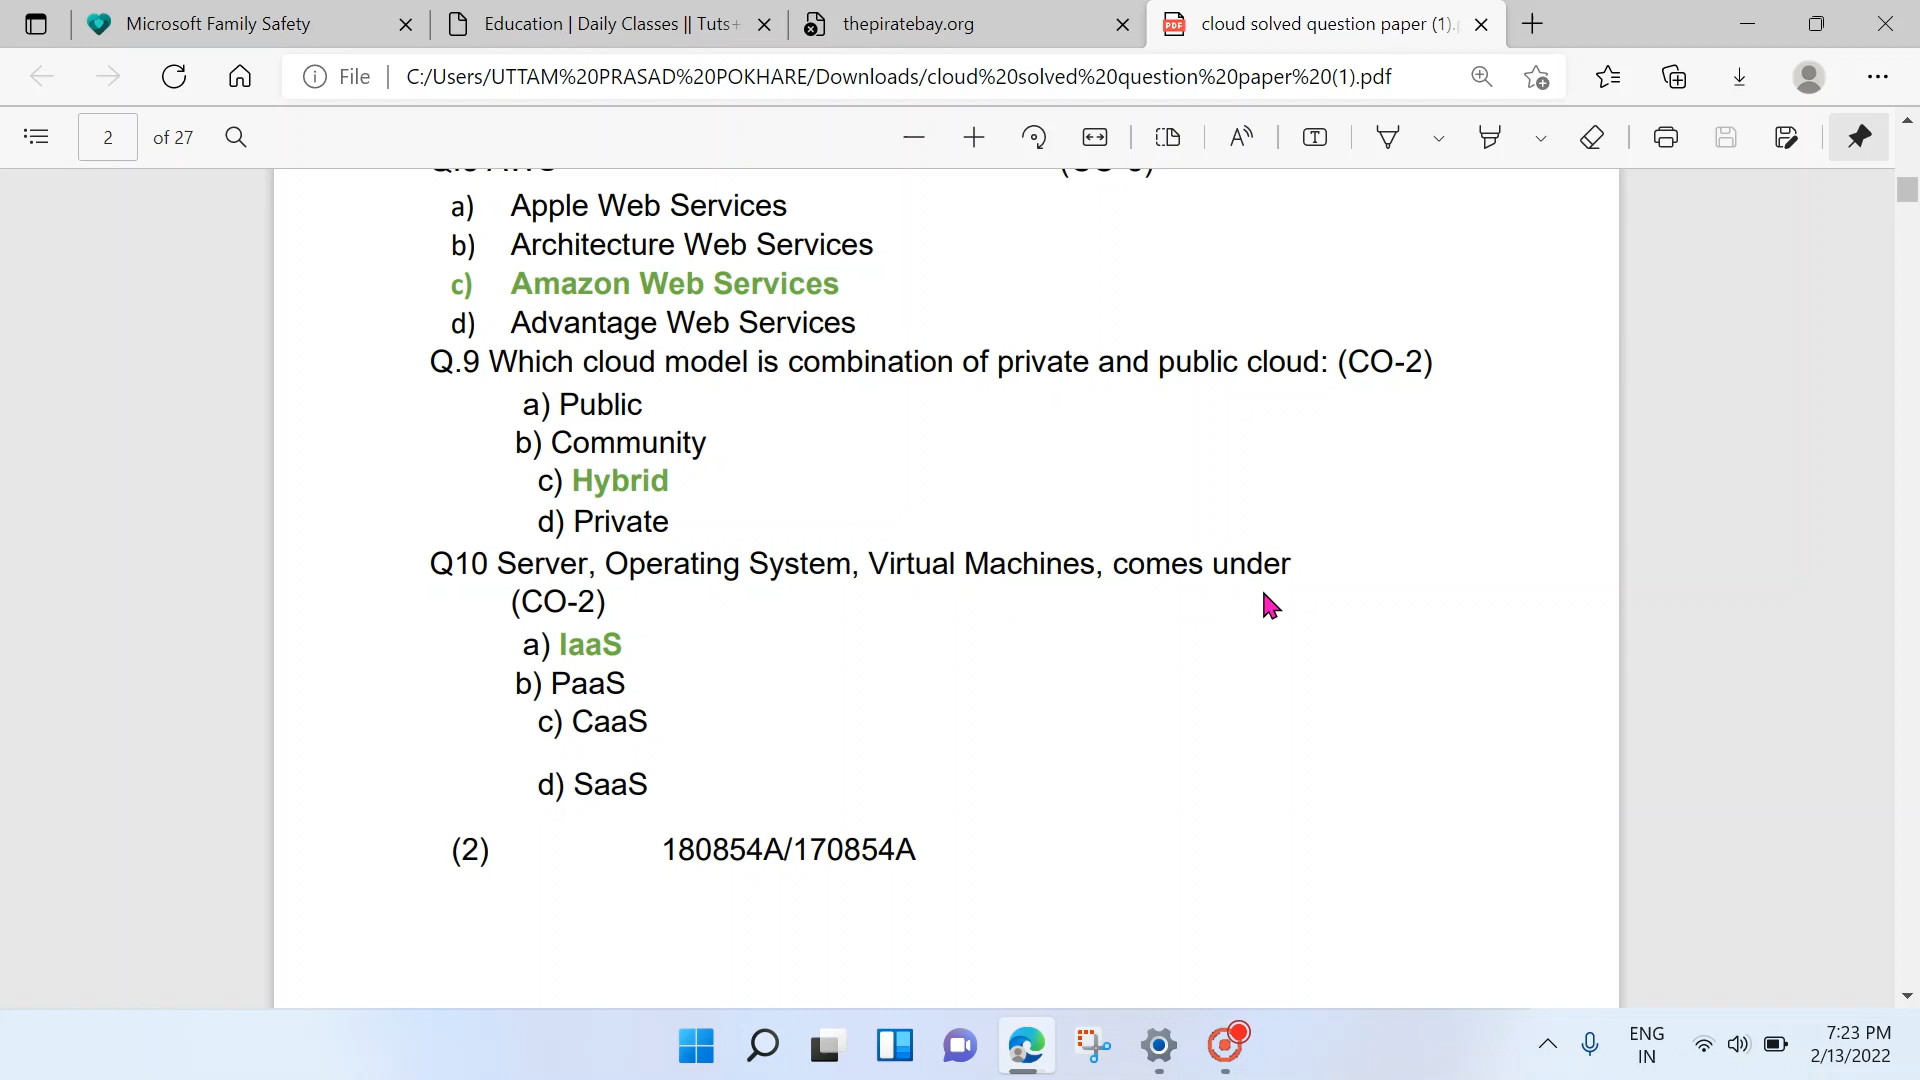 Microsoft Family Safety
Education | Daily Classes || Tuts+
thepiratebay.org
cloud solved question paper (1).p
File
C:/Users/UTTAM%20PRASAD%20POKHARE/Downloads/cloud%20solved%20question%20paper%20(1).pdf
2 of 27
a) Apple Web Services
b) Architecture Web Services
c) Amazon Web Services
d) Advantage Web Services
Q.9 Which cloud model is combination of private and public cloud: (CO-2)
a) Public
b) Community
c) Hybrid
d) Private
Q10 Server, Operating System, Virtual Machines, comes under
(CO-2)
a) IaaS
b) PaaS
c) CaaS
d) SaaS
(2) 180854A/170854A
ENG
IN
7:23 PM
2/13/2022